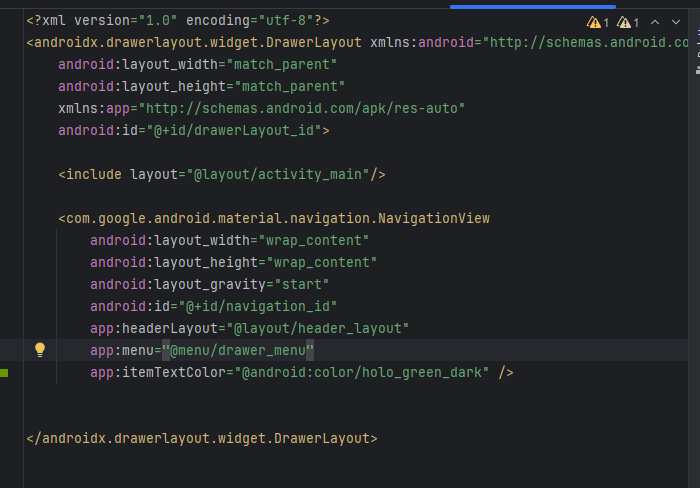 <?xml version="1.0" encoding="utf-8"?>
1 1
<androidx.drawerlayout.widget.DrawerLayout xmlns:android="http://schemas.android.co
android:layout_width="match_parent"
android:layout_height="match_parent"
xmlns:app="http://schemas.android.com/apk/res-auto"
android:id="@+id/drawerLayout_id">
<include layout="@layout/activity_main"/>
<com.google.android.material.navigation.NavigationView
android:layout_width="wrap_content"
android:layout_height="wrap_content"
android:layout_gravity="start"
android:id="@+id/navigation_id"
app:headerLayout="@layout/header_layout"
app:menu="@menu/drawer_menu"
app:itemTextColor="@android:color/holo_green_dark" />
</androidx.drawerlayout.widget.DrawerLayout>